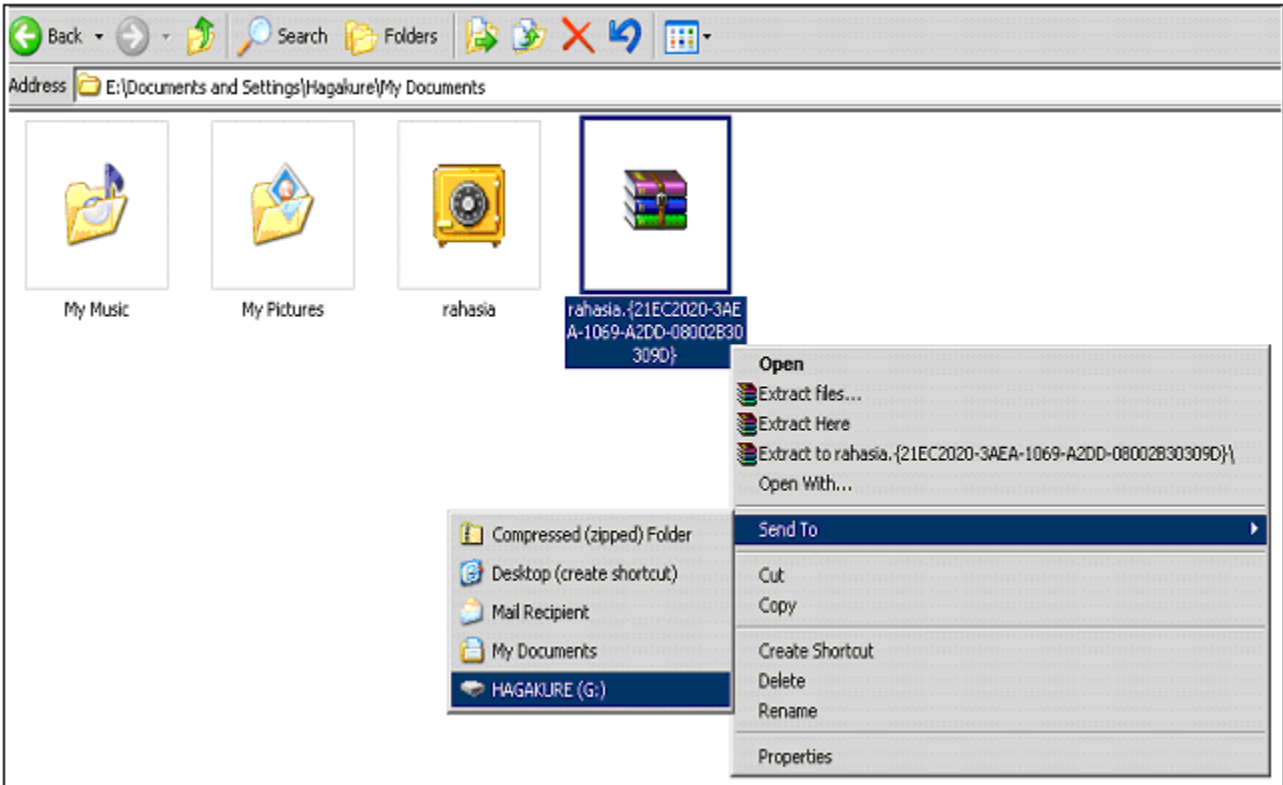 Back Search Folders
Address E:\Documents and Settings\Hagakure\My Documents
My Music
My Pictures
rahasia
rahasia.{21EC2020-3AE
A-1069-A2DD-08002B30
309D}
Open
Extract files...
Extract Here
Extract to rahasia.{21EC2020-3AEA-1069-A2DD-08002B30309D}\
Open With...
Send To
Compressed (zipped) Folder
Desktop (create shortcut)
Mail Recipient
My Documents
HAGAKURE (G:)
Cut
Copy
Create Shortcut
Delete
Rename
Properties